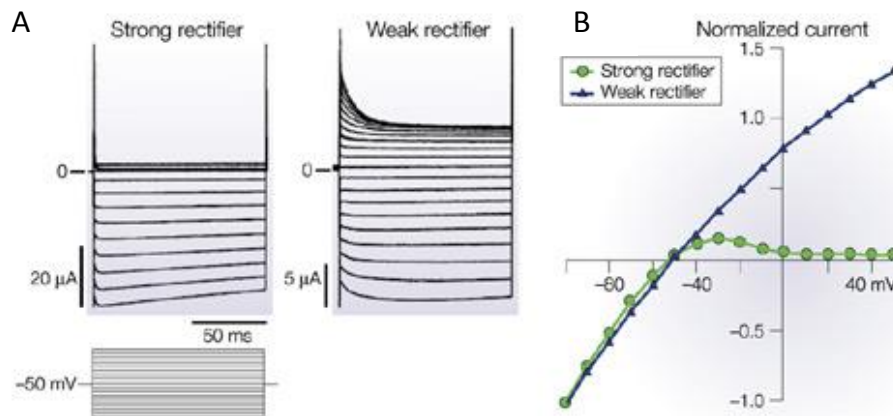 A
Strong rectifier
Weak rectifier
0
0
20 µA
5 µA
50 ms
–50 mV
B
Normalized current
1.5
Strong rectifier
Weak rectifier
1.0
–80
–40
40 mV
–0.5
–1.0